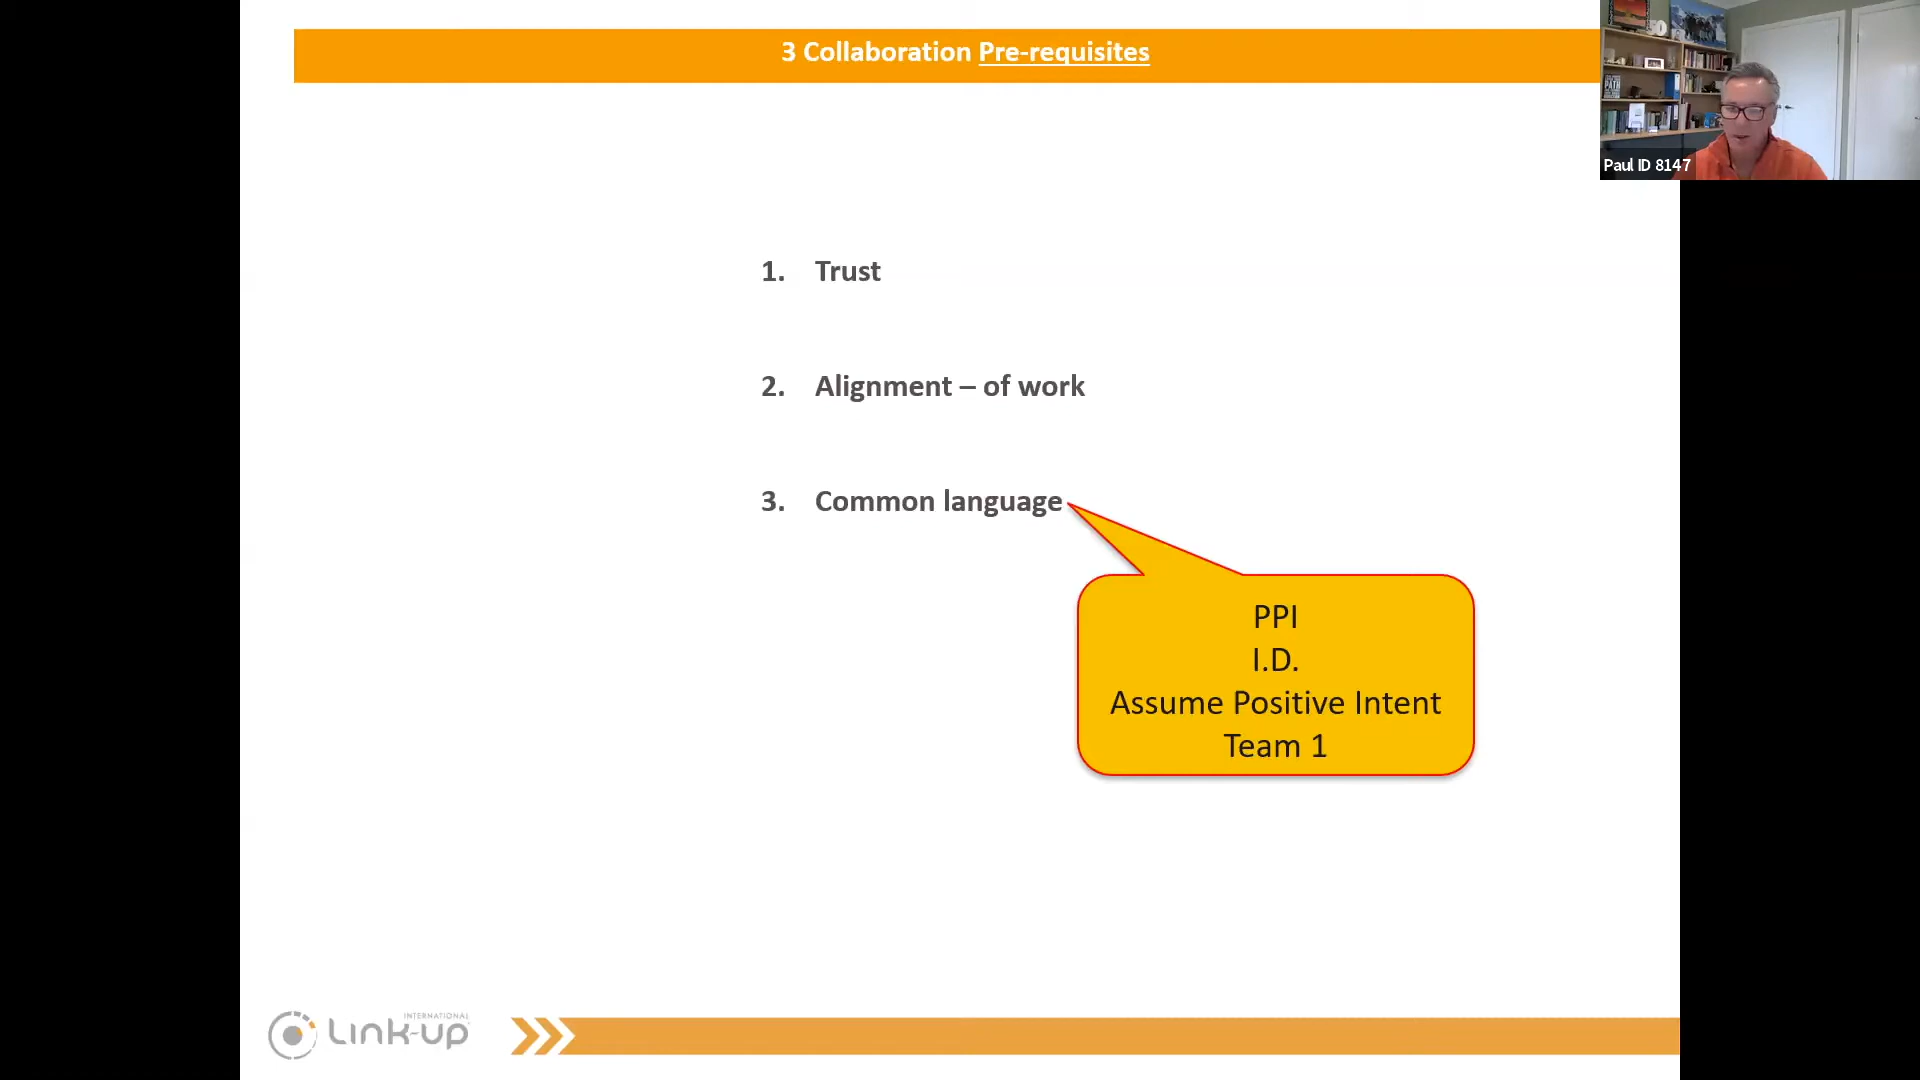 3 Collaboration Pre-requisites
Paul ID 8147
1. Trust
2. Alignment – of work
3. Common language
PPI
I.D.
Assume Positive Intent
Team 1
INTERNATIONAL
Link-up